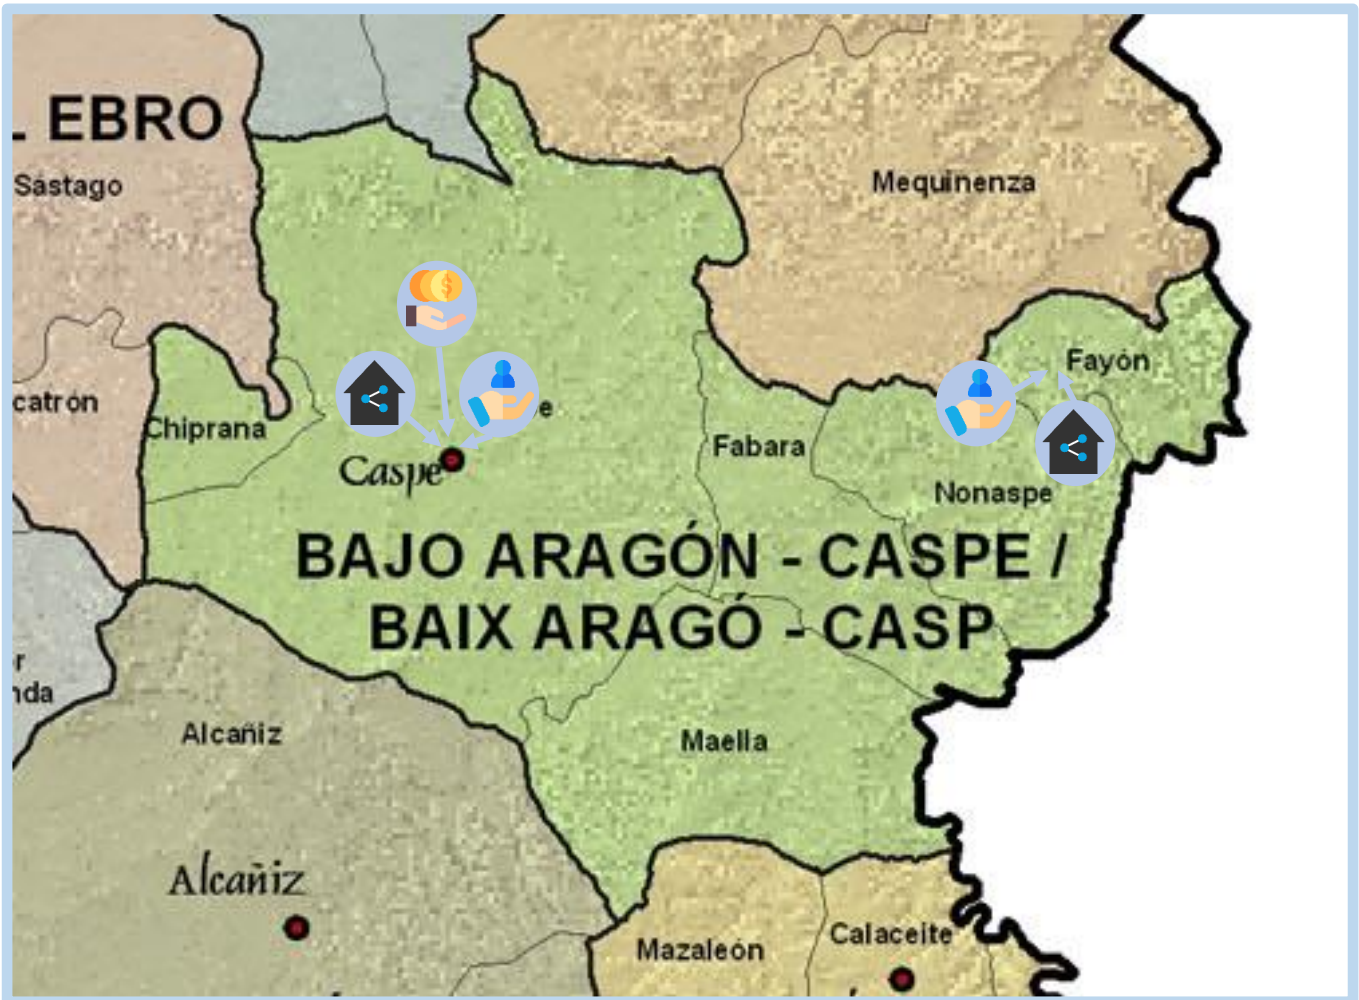 L EBRO
Sástago
Mequinenza
Fayón
catrón
Chiprana
e
Caspe
Fabara
Nonaspe
BAJO ARAGÓN - CASPE /
BAIX ARAGÓ - CASP
r
nda
Alcañiz
Maella
Alcañiz
Mazaleón
Calaceite